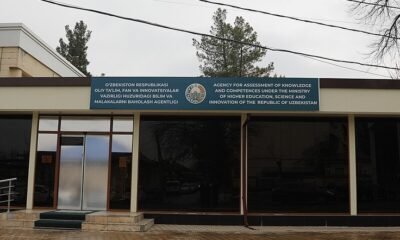 O'ZBEKISTON RESPUBLIKASI
OLIY TA'LIM, FAN VA INNOVATSIYALAR
VAZIRLIGI HUZURIDAGI BILIM VA
MALAKALARNI BAHOLASH AGENTLIGI
AGENCY FOR ASSESSMENT OF KNOWLEDGE
AND COMPETENCES UNDER THE MINISTRY
OF HIGHER EDUCATION, SCIENCE AND
INNOVATION OF THE REPUBLIC OF UZBEKISTAN